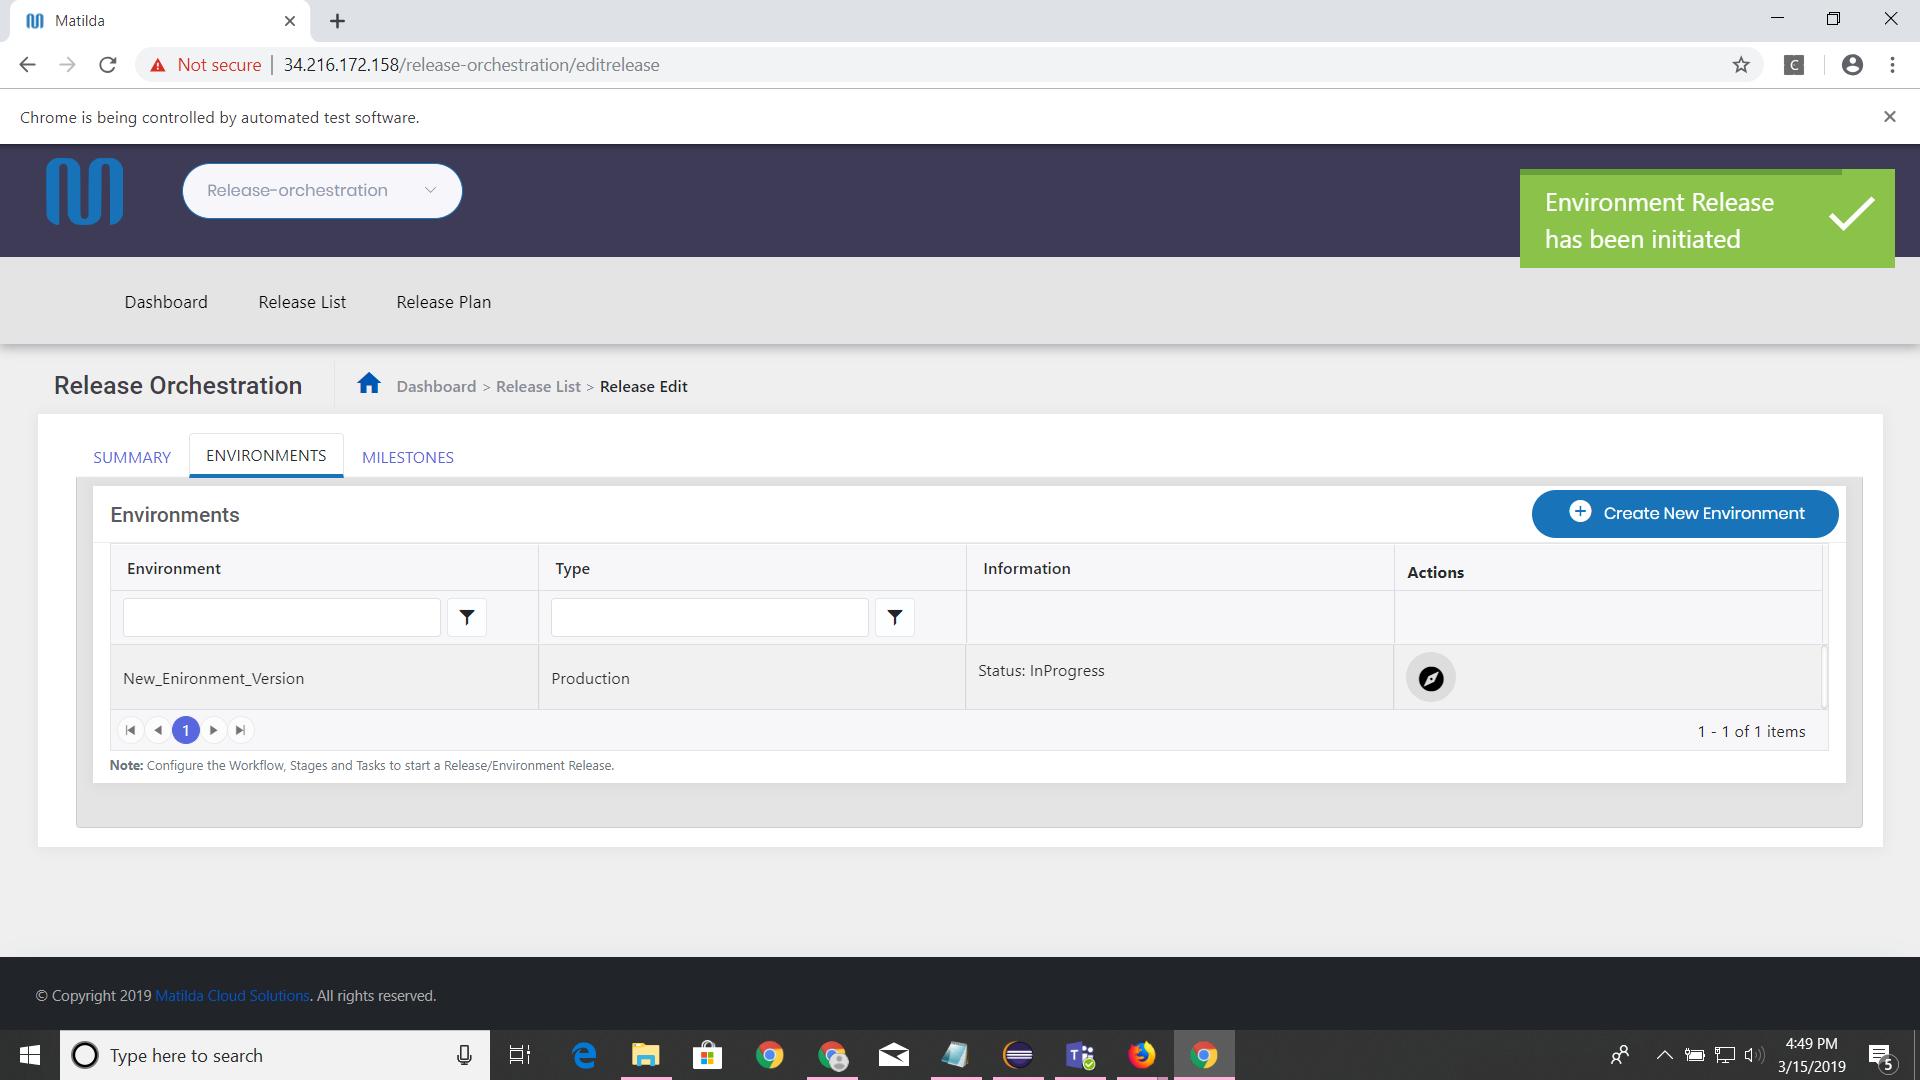 Matilda
Not secure
34.216.172.158/release-orchestration/editrelease
C
Chrome is being controlled by automated test software.
Release-orchestration
Environment Release
has been initiated
Dashboard Release List Release Plan
Release Orchestration
Dashboard > Release List > Release Edit
SUMMARY ENVIRONMENTS MILESTONES
Environments
Create New Environment
Environment Type Information Actions
New_Enironment_Version Production Status: InProgress
1
1 - 1 of 1 items
Note: Configure the Workflow, Stages and Tasks to start a Release/Environment Release.
© Copyright 2019 Matilda Cloud Solutions. All rights reserved.
Type here to search
4:49 PM
3/15/2019
5